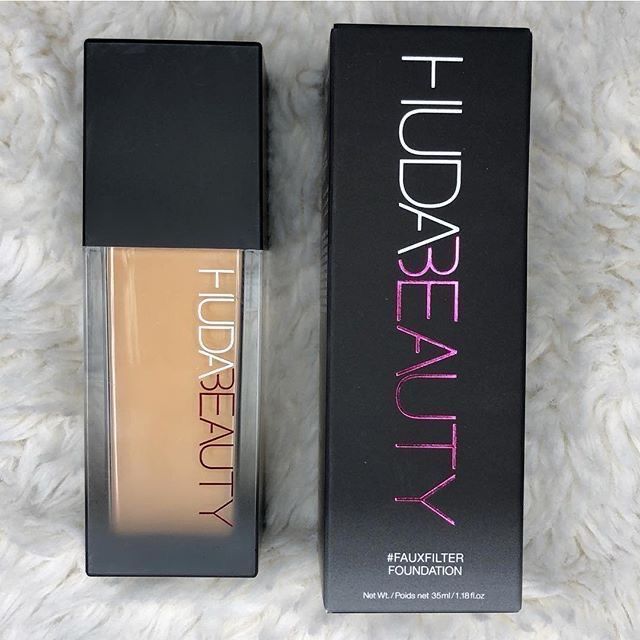 HUDABEAUTY
HUDABEAUTY
#FAUXFILTER
FOUNDATION
Net Wt. / Poids net 35ml / 1.18 fl.oz